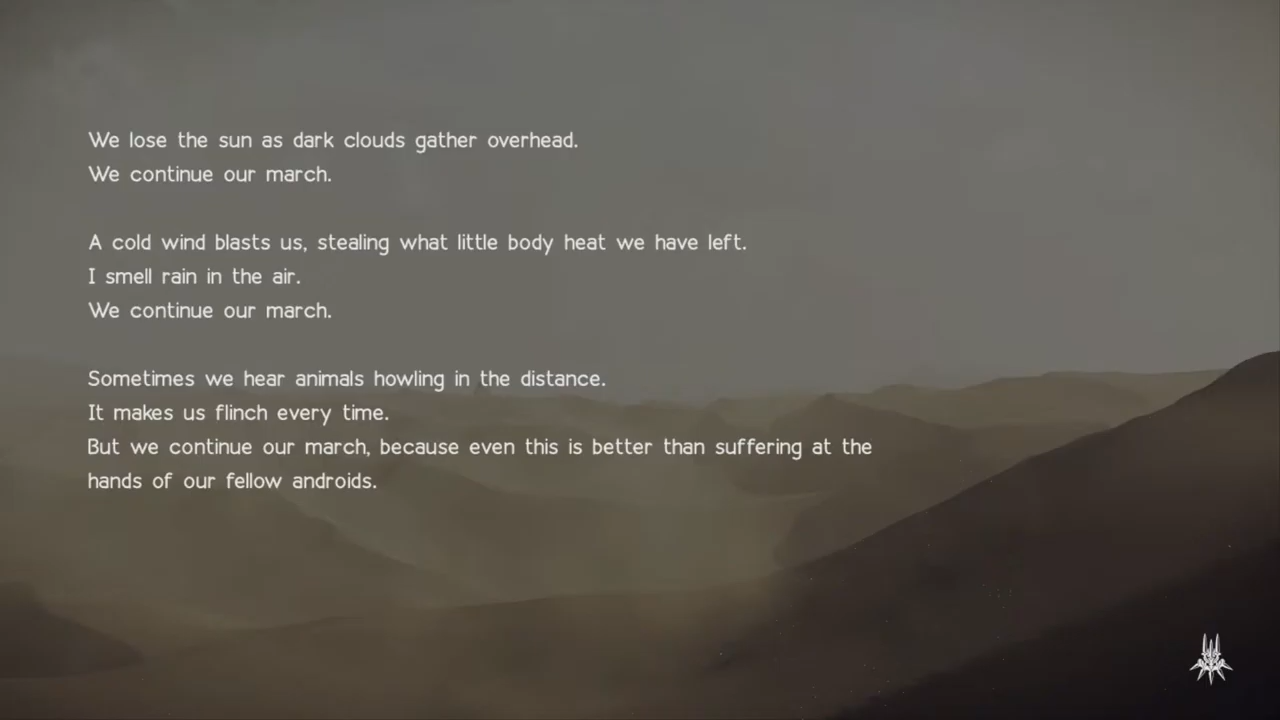 We lose the sun as dark clouds gather overhead.
We continue our march.
A cold wind blasts us, stealing what little body heat we have left.
I smell rain in the air.
We continue our march.
Sometimes we hear animals howling in the distance.
It makes us flinch every time.
But we continue our march, because even this is better than suffering at the
hands of our fellow androids.